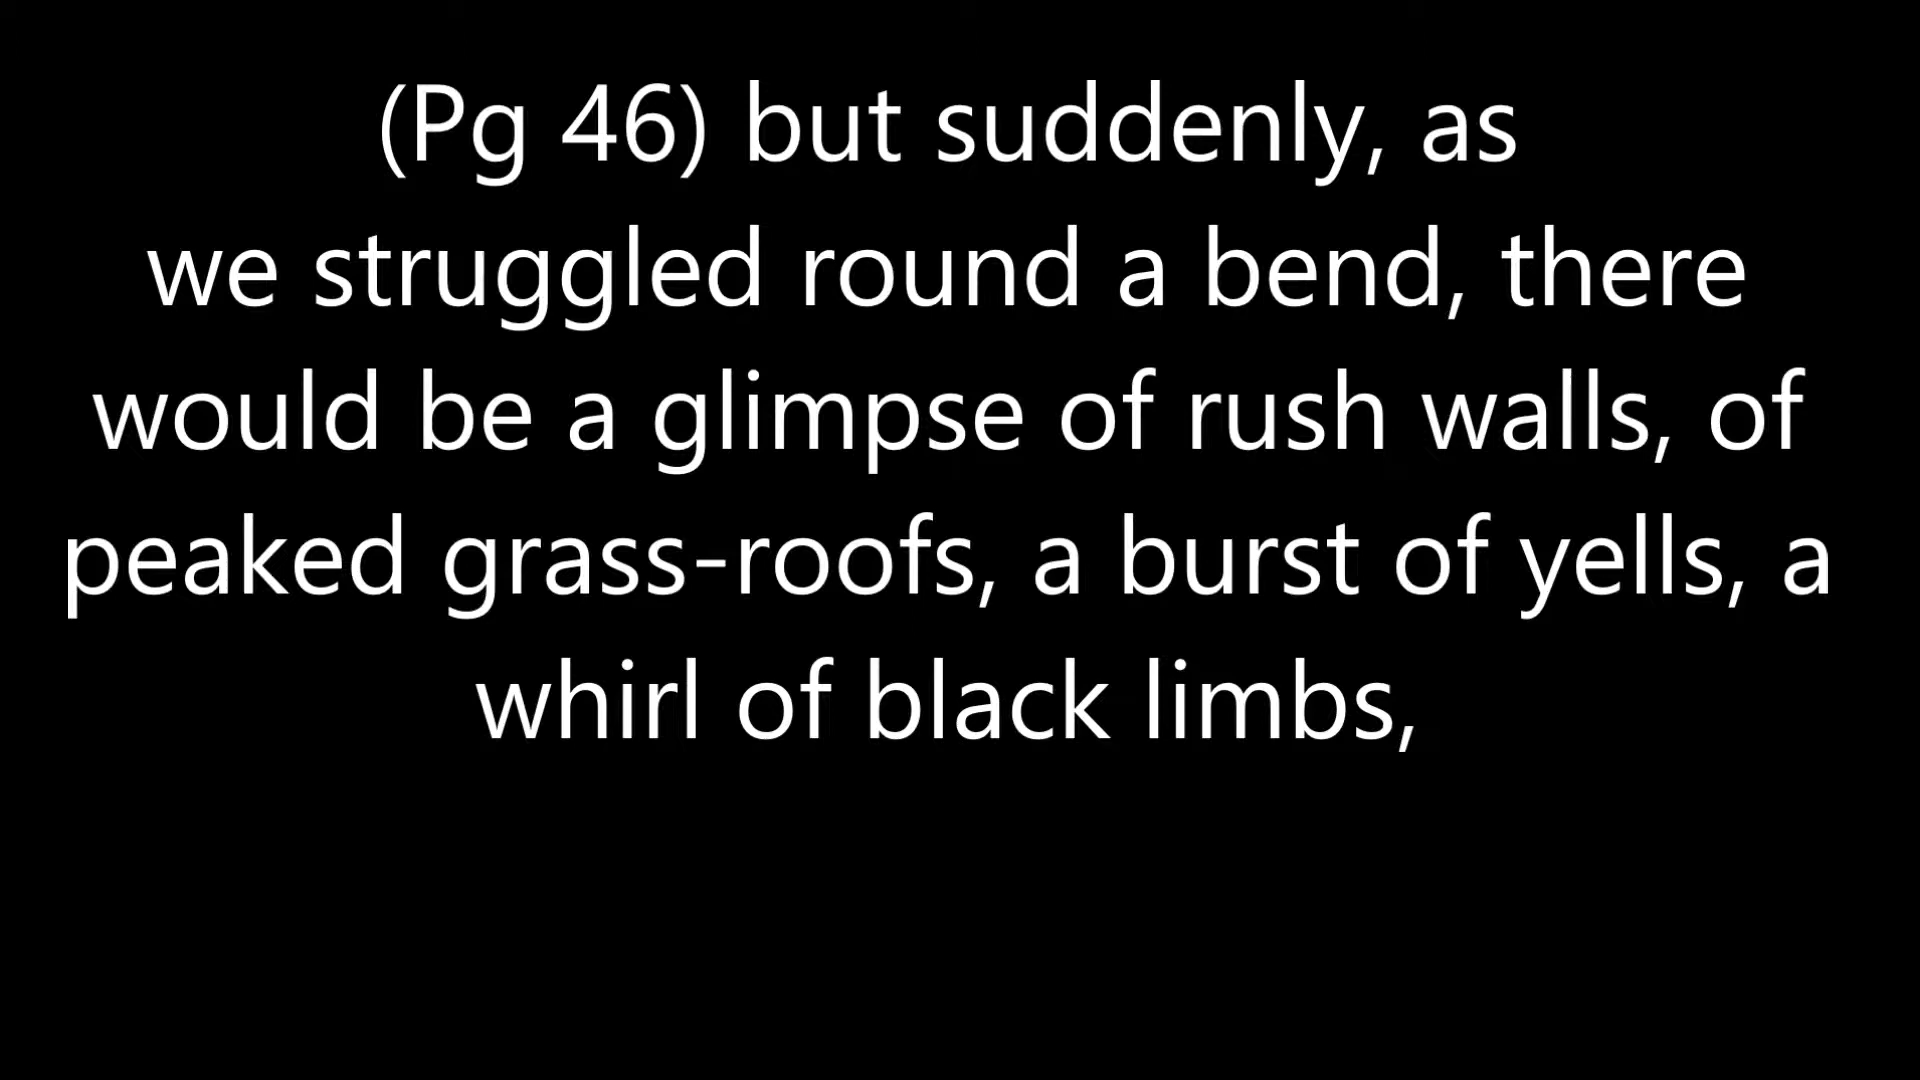 (Pg 46) but suddenly, as
we struggled round a bend, there
would be a glimpse of rush walls, of
peaked grass-roofs, a burst of yells, a
whirl of black limbs,